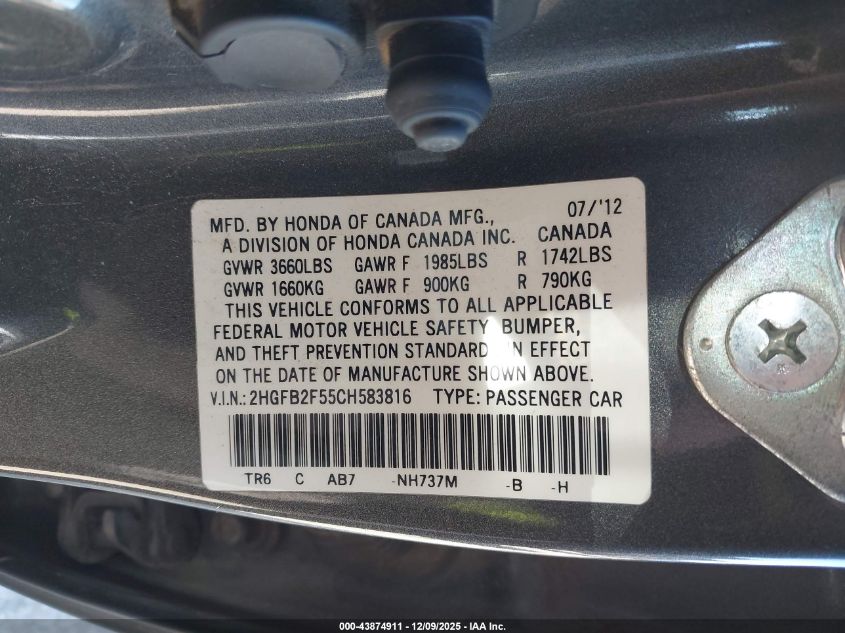 MFD. BY HONDA OF CANADA MFG., 07/'12
A DIVISION OF HONDA CANADA INC. CANADA
GVWR 3660LBS GAWR F 1985LBS R 1742LBS
GVWR 1660KG GAWR F 900KG R 790KG
THIS VEHICLE CONFORMS TO ALL APPLICABLE
FEDERAL MOTOR VEHICLE SAFETY, BUMPER,
AND THEFT PREVENTION STANDARD IN EFFECT
ON THE DATE OF MANUFACTURE SHOWN ABOVE.
V.I.N.: 2HGFB2F55CH583816 TYPE: PASSENGER CAR
TR6 C AB7 -NH737M -B -H
000-43874911 - 12/09/2025 - IAA Inc.